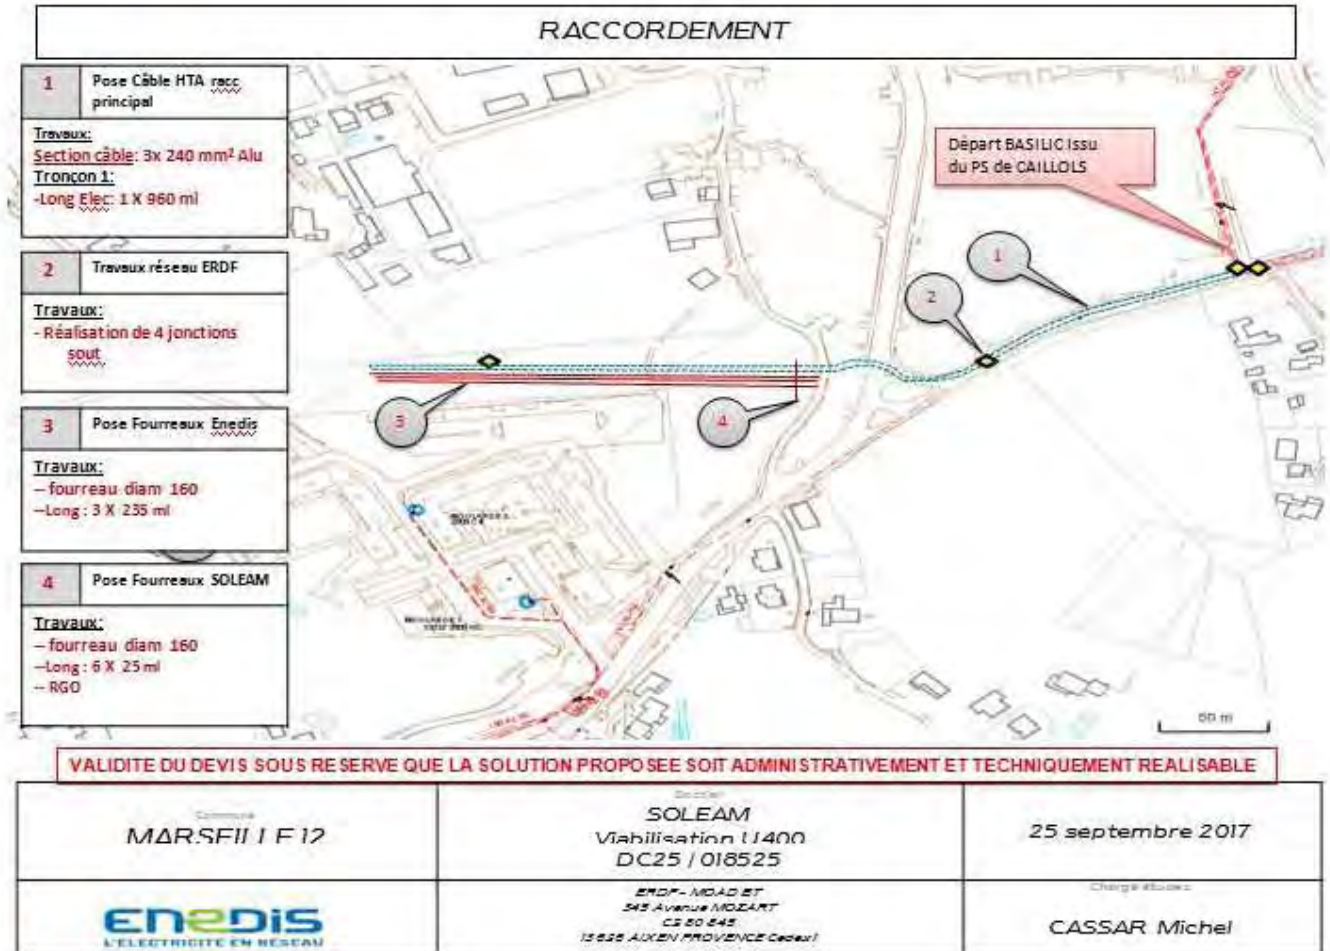 RACCORDEMENT
1
Pose Câble HTA racc
principal
Travaux:
Section câble: 3x 240 mm² Alu
Tronçon 1:
-Long Elec: 1 X 960 ml
2
Travaux réseau ERDF
Travaux:
- Réalisation de 4 jonctions
sout
3
Pose Fourreaux Enedis
Travaux:
-- fourreau diam 160
--Long : 3 X 235 ml
4
Pose Fourreaux SOLEAM
Travaux:
-- fourreau diam 160
--Long : 6 X 25 ml
-- RGO
Départ BASILIC Issu
du PS de CAILLOLS
1
2
3
4
60 m
VALIDITE DU DEVIS SOUS RESERVE QUE LA SOLUTION PROPOSEE SOIT ADMINISTRATIVEMENT ET TECHNIQUEMENT REALISABLE
Commune
MARSEILLE 12
Dossier
SOLEAM
Viabilisation U400
DC25 / 018525
25 septembre 2017
ENEDIS
L'ELECTRICITE EN RESEAU
ERDF - MOAD ET
345 Avenue MOZART
CS 80 645
AIX EN PROVENCE Cedex 1
Chargé études
CASSAR Michel